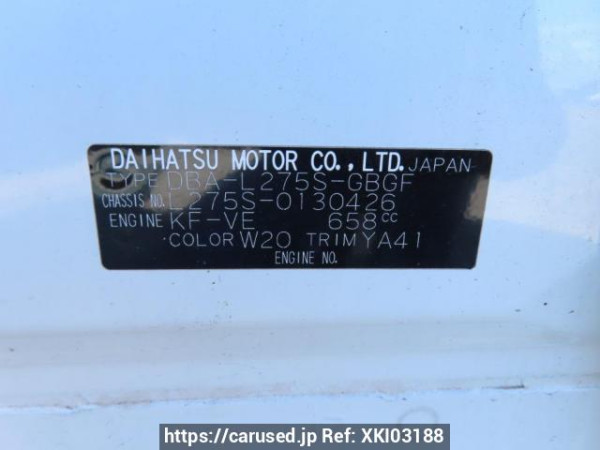 DAIHATSU MOTOR CO., LTD. JAPAN
TYPE DBA-L275S-GBGF
CHASSIS NO. L275S-0130426
ENGINE KF-VE 658cc
COLOR W20 TRIM YA41
ENGINE NO.
https://carused.jp Ref: XKI03188